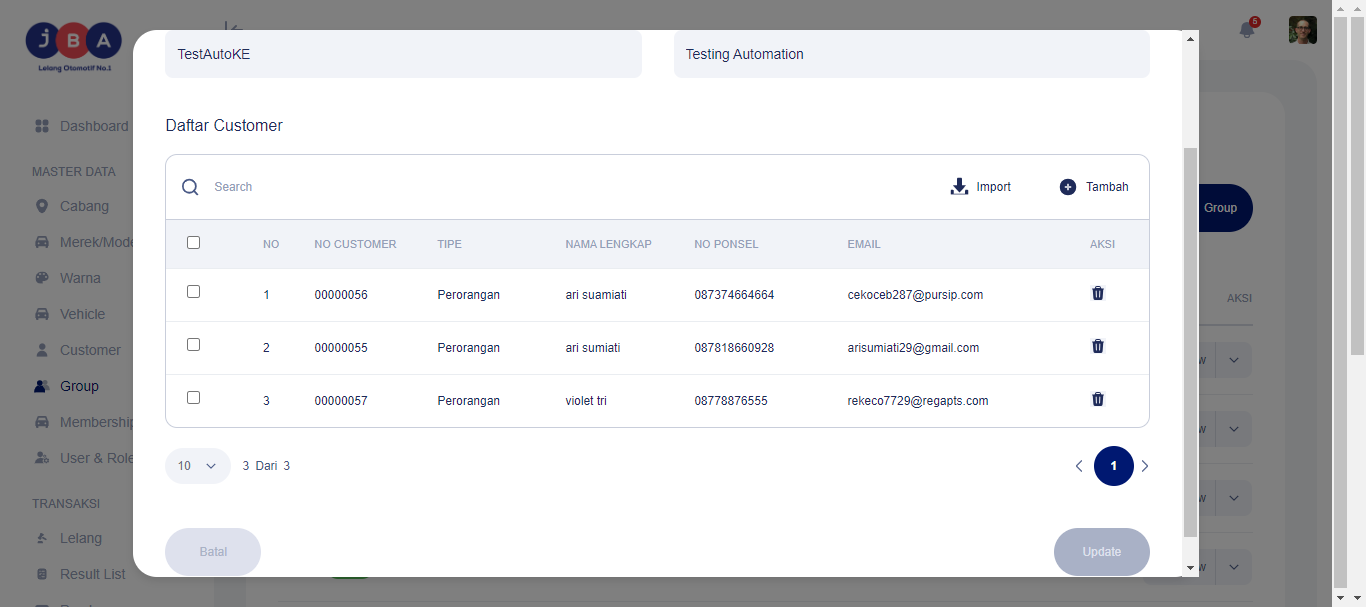 JBA
Lelang Otomotif No.1
5
Dashboard
MASTER DATA
Cabang
Merek/Mode
Warna
Vehicle
Customer
Group
Membership
User & Role
TRANSAKSI
Lelang
Result List
TestAutoKE
Testing Automation
Daftar Customer
Search
Import
Tambah
NO NO CUSTOMER TIPE NAMA LENGKAP NO PONSEL EMAIL AKSI
1 00000056 Perorangan ari suamiati 087374664664 cekoceb287@pursip.com
2 00000055 Perorangan ari sumiati 087818660928 arisumiati29@gmail.com
3 00000057 Perorangan violet tri 08778876555 rekeco7729@regapts.com
10
3 Dari 3
1
Batal
Update
Group
AKSI
w
w
w
w